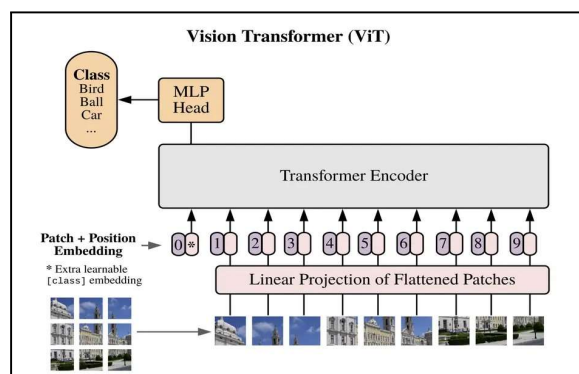 Vision Transformer (ViT)
Class
Bird
Ball
Car
...
MLP
Head
Transformer Encoder
Patch + Position
Embedding
0 * 1 2 3 4 5 6 7 8 9
* Extra learnable
[class] embedding
Linear Projection of Flattened Patches